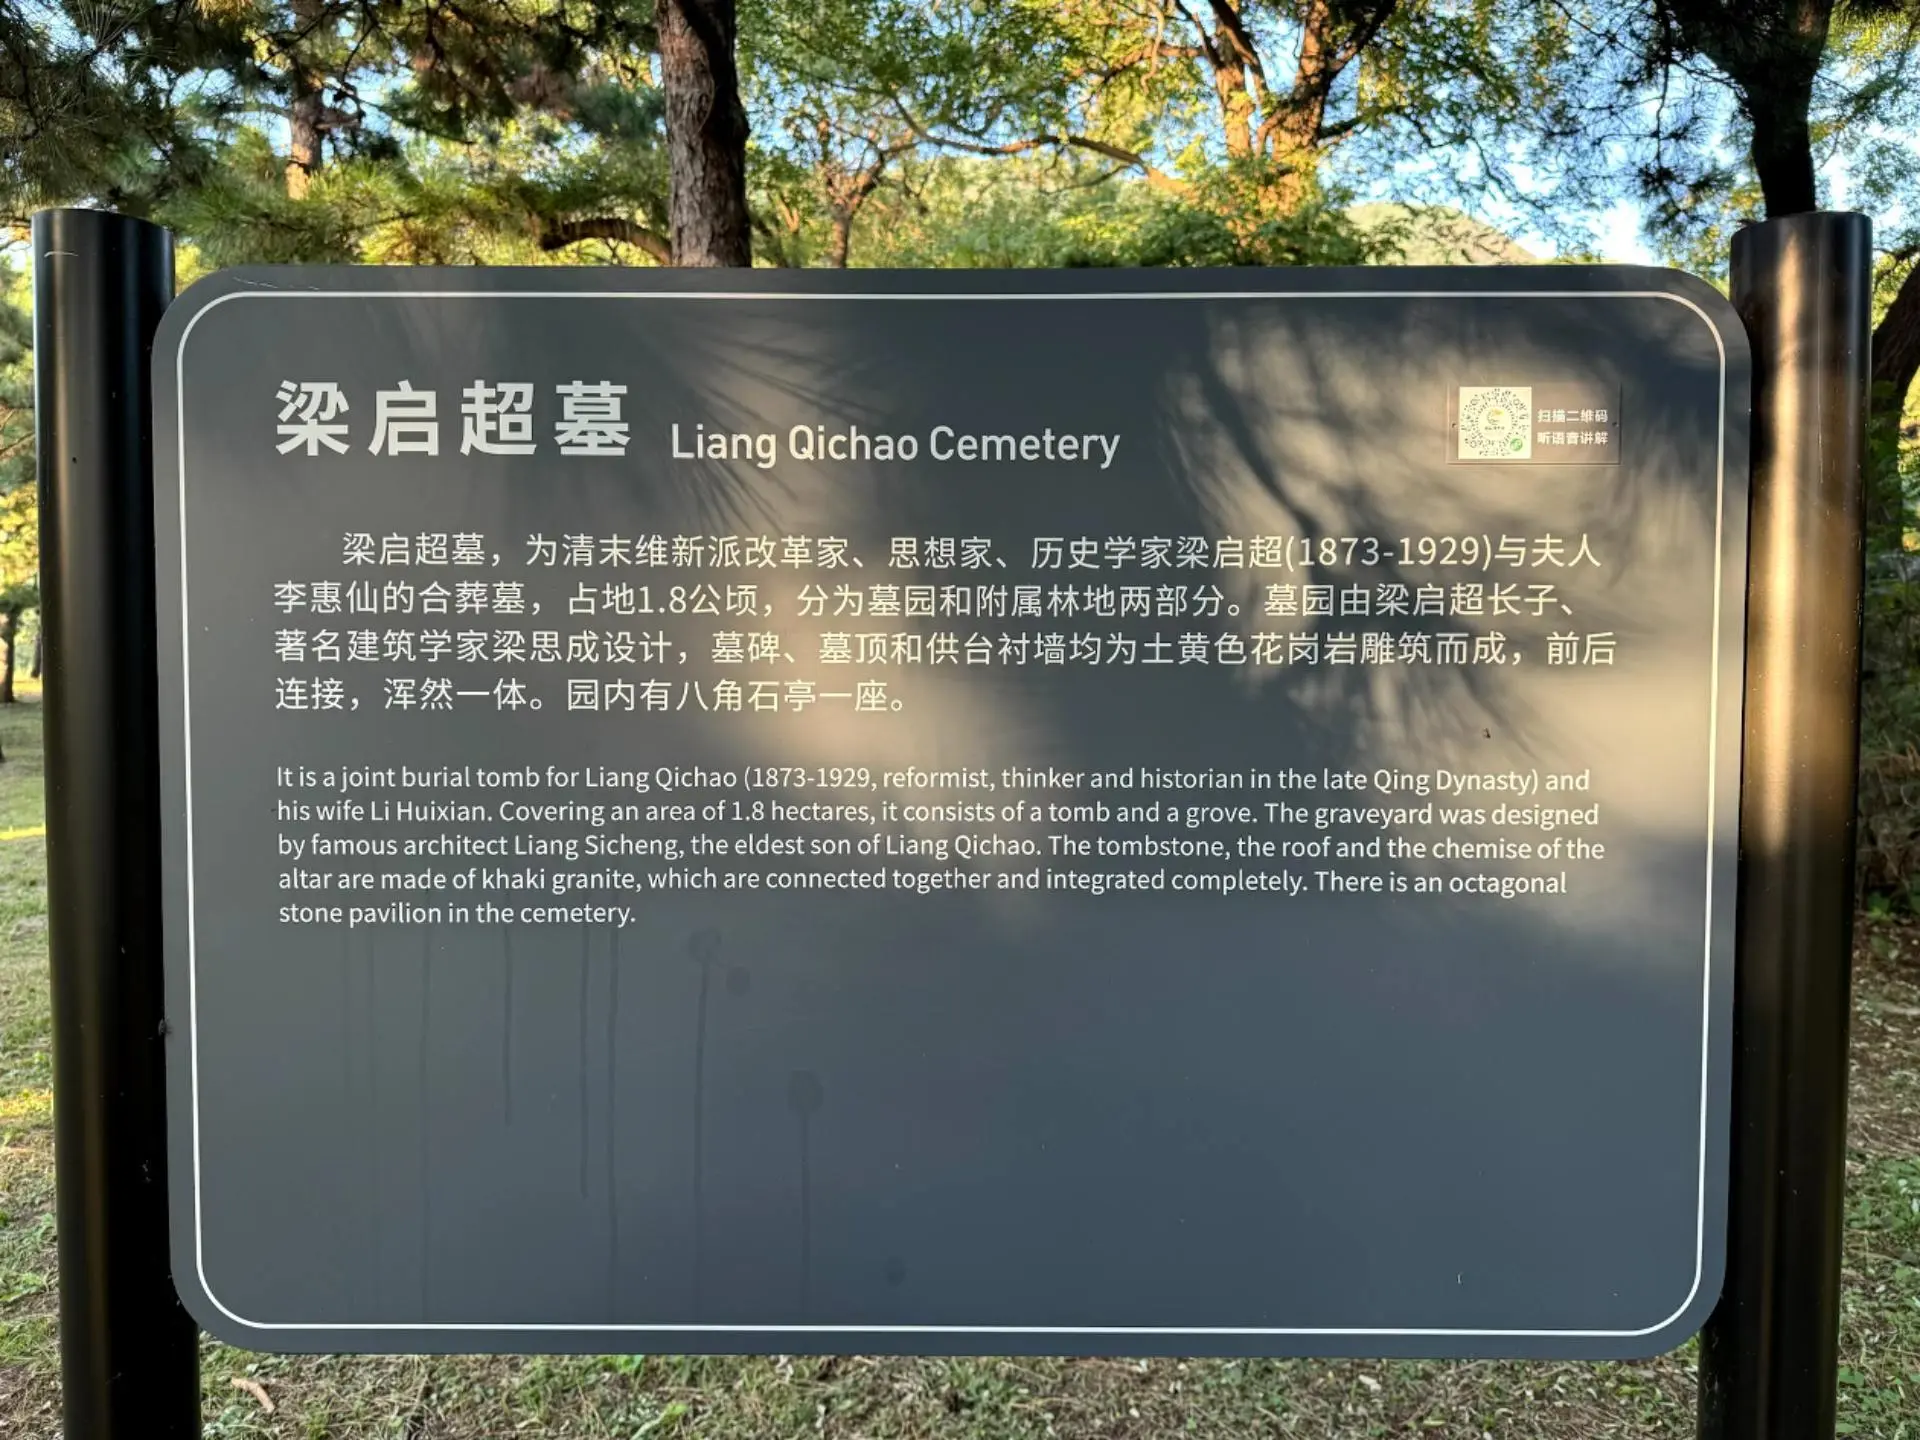 梁启超墓 Liang Qichao Cemetery
扫描二维码
听语音讲解
梁启超墓，为清末维新派改革家、思想家、历史学家梁启超(1873-1929)与夫人
李惠仙的合葬墓，占地1.8公顷，分为墓园和附属林地两部分。墓园由梁启超长子、
著名建筑学家梁思成设计，墓碑、墓顶和供台衬墙均为土黄色花岗岩雕筑而成，前后
连接，浑然一体。园内有八角石亭一座。
It is a joint burial tomb for Liang Qichao (1873-1929, reformist, thinker and historian in the late Qing Dynasty) and
his wife Li Huixian. Covering an area of 1.8 hectares, it consists of a tomb and a grove. The graveyard was designed
by famous architect Liang Sicheng, the eldest son of Liang Qichao. The tombstone, the roof and the chemise of the
altar are made of khaki granite, which are connected together and integrated completely. There is an octagonal
stone pavilion in the cemetery.